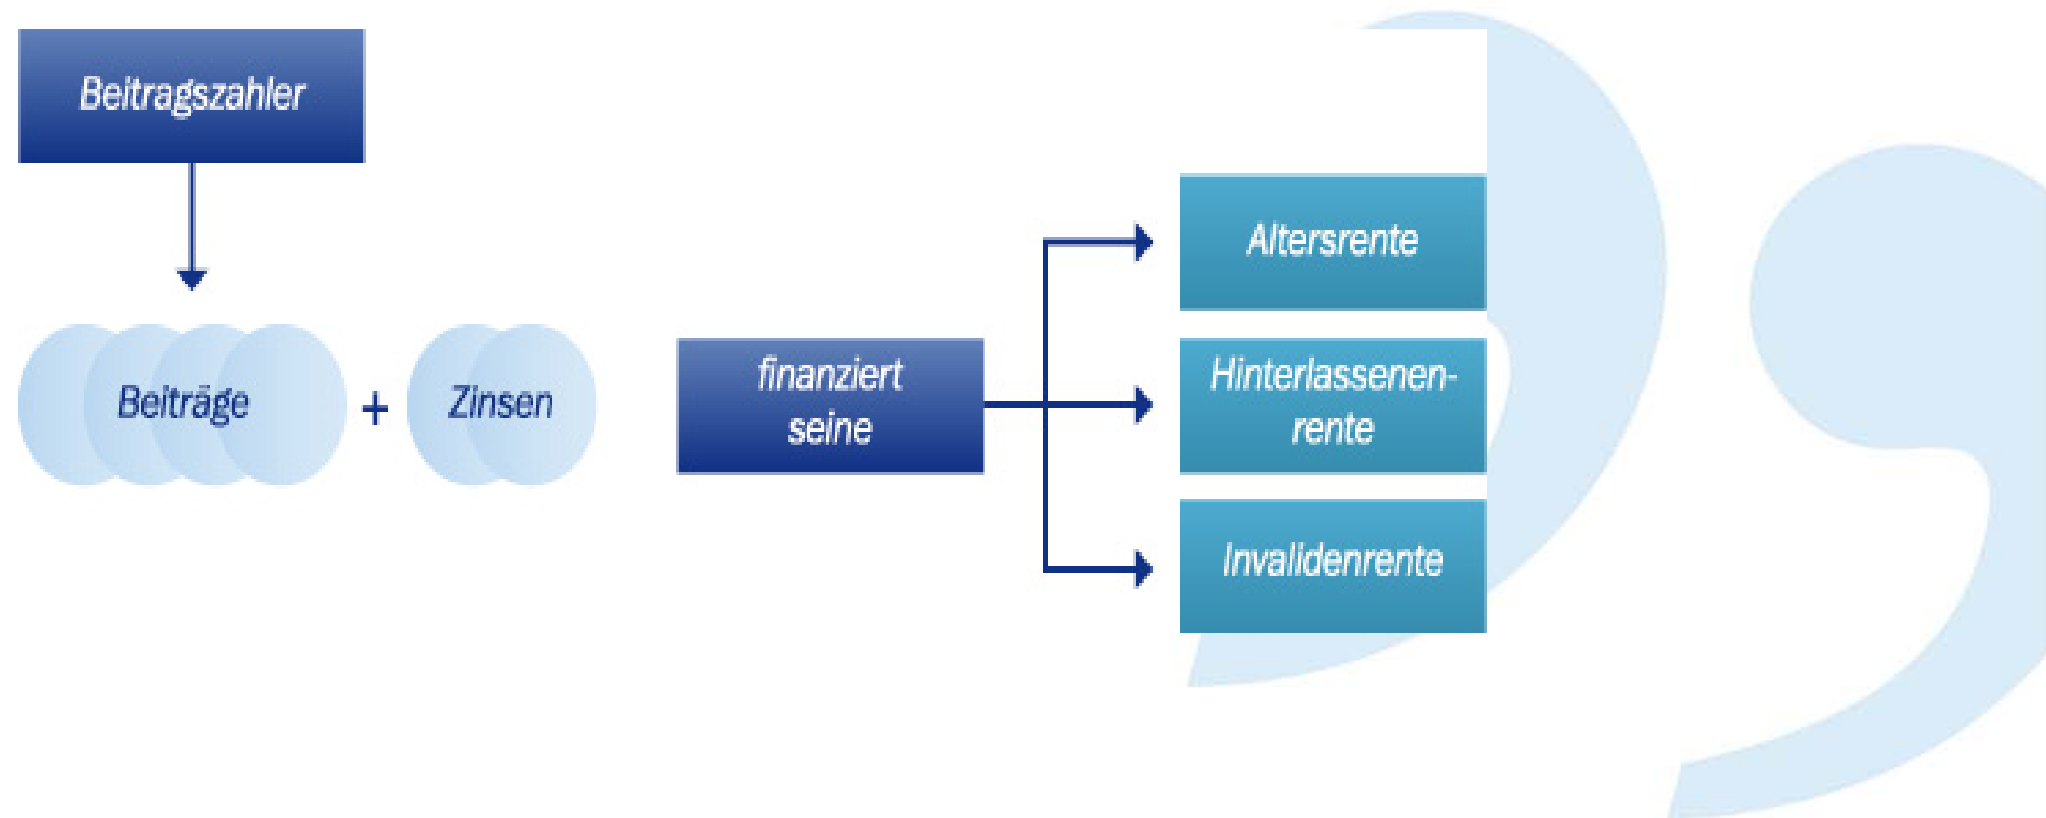 Beitragszahler
Beiträge + Zinsen
finanziert
seine
Altersrente
Hinterlassenen-
rente
Invalidenrente